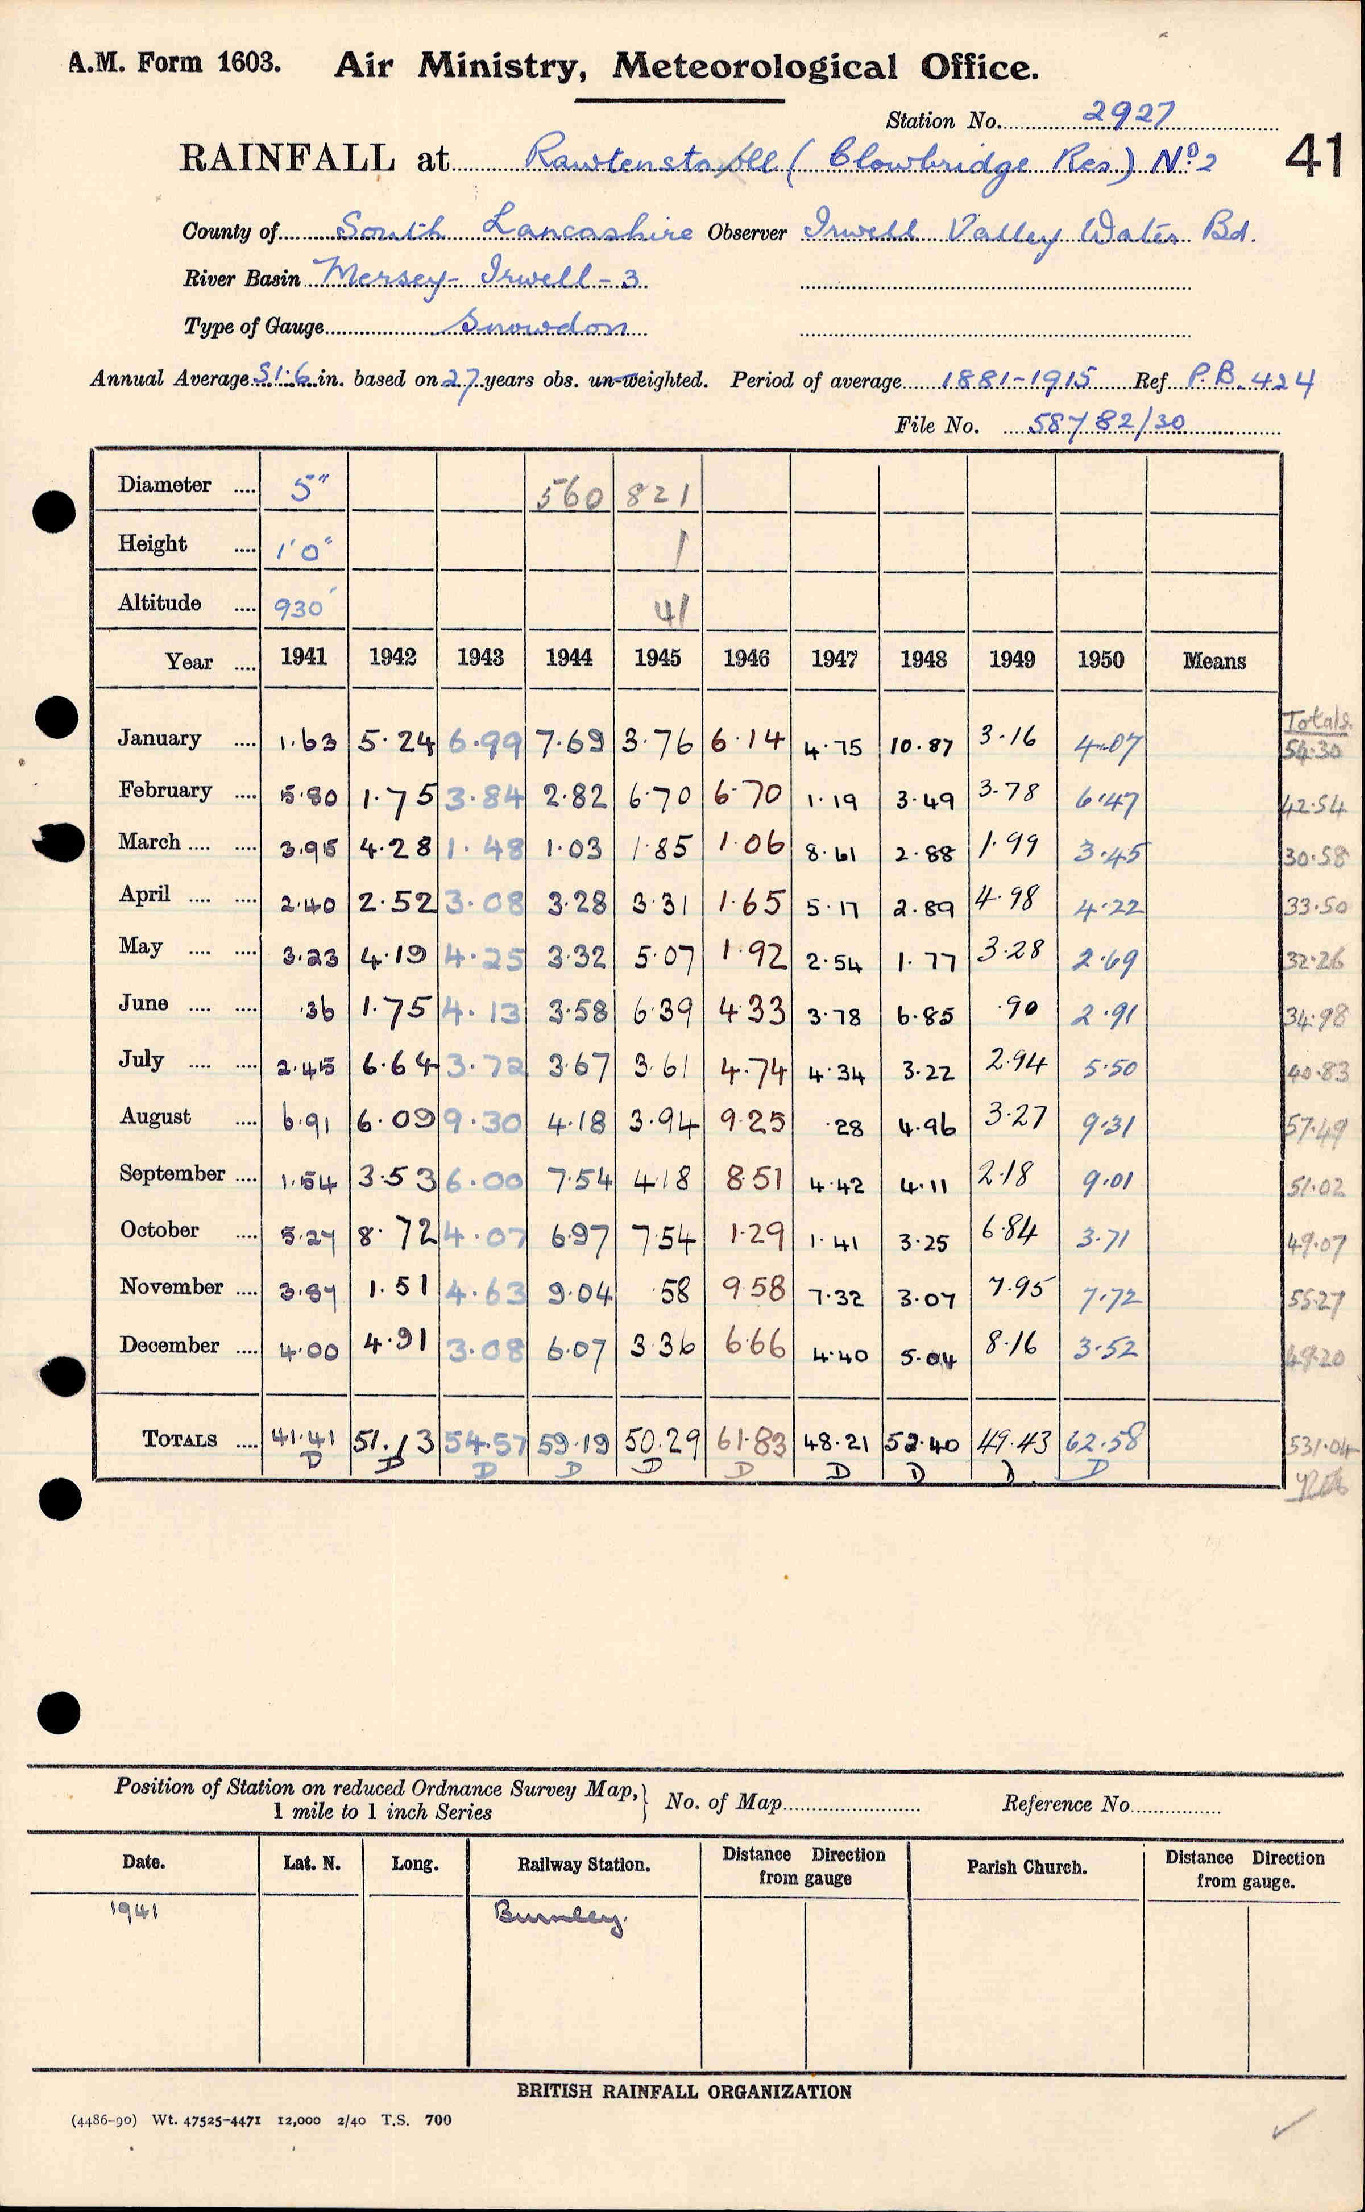 A.M. Form 1603. Air Ministry, Meteorological Office.
Station No. 2927
RAINFALL at Rawtenstall (Clowbridge Res.) No. 2 41
County of South Lancashire Observer Irwell Valley Water Bd.
River Basin Mersey - Irwell - 3
Type of Gauge Snowdon
Annual Average 51.6 in. based on 27 years obs. un-weighted. Period of average 1881-1915 Ref P.B. 424
File No. 58782/30
Diameter .... 5" 560 821
Height .... 1'0" 1
Altitude .... 930' 41
Year .... 1941 1942 1943 1944 1945 1946 1947 1948 1949 1950 Means
Totals
January .... 1.63 5.24 6.99 7.69 3.76 6.14 4.75 10.87 3.16 4.07 54.30
February .... 5.80 1.75 3.84 2.82 6.70 6.70 1.19 3.49 3.78 6.47 42.54
March .... .... 3.95 4.28 1.48 1.03 1.85 1.06 8.61 2.88 1.99 3.45 30.58
April .... .... 2.40 2.52 3.08 3.28 3.31 1.65 5.17 2.89 4.98 4.22 33.50
May .... .... 3.23 4.19 4.25 3.32 5.07 1.92 2.54 1.77 3.28 2.69 32.26
June .... .... .36 1.75 4.13 3.58 6.39 4.33 3.78 6.85 .90 2.91 34.98
July .... .... 2.45 6.64 3.72 3.67 3.61 4.74 4.34 3.22 2.94 5.50 40.83
August .... 6.91 6.09 9.30 4.18 3.94 9.25 .28 4.96 3.27 9.31 57.49
September .... 1.54 3.53 6.00 7.54 4.18 8.51 4.42 4.11 2.18 9.01 51.02
October .... 5.27 8.72 4.07 6.97 7.54 1.29 1.41 3.25 6.84 3.71 49.07
November .... 3.87 1.51 4.63 9.04 .58 9.58 7.32 3.07 7.95 7.72 55.27
December .... 4.00 4.91 3.08 6.07 3.36 6.66 4.40 5.04 8.16 3.52 49.20
TOTALS .... 41.41 51.13 54.57 59.19 50.29 61.83 48.21 52.40 49.43 62.58 531.04
D D D D D D D D D D
Position of Station on reduced Ordnance Survey Map, 1 mile to 1 inch Series } No. of Map Reference No.
Date. Lat. N. Long. Railway Station. Distance Direction from gauge Parish Church. Distance Direction from gauge.
1941 Burnley.
BRITISH RAINFALL ORGANIZATION
(4486-90) Wt. 47525-4471 12,000 2/40 T.S. 700